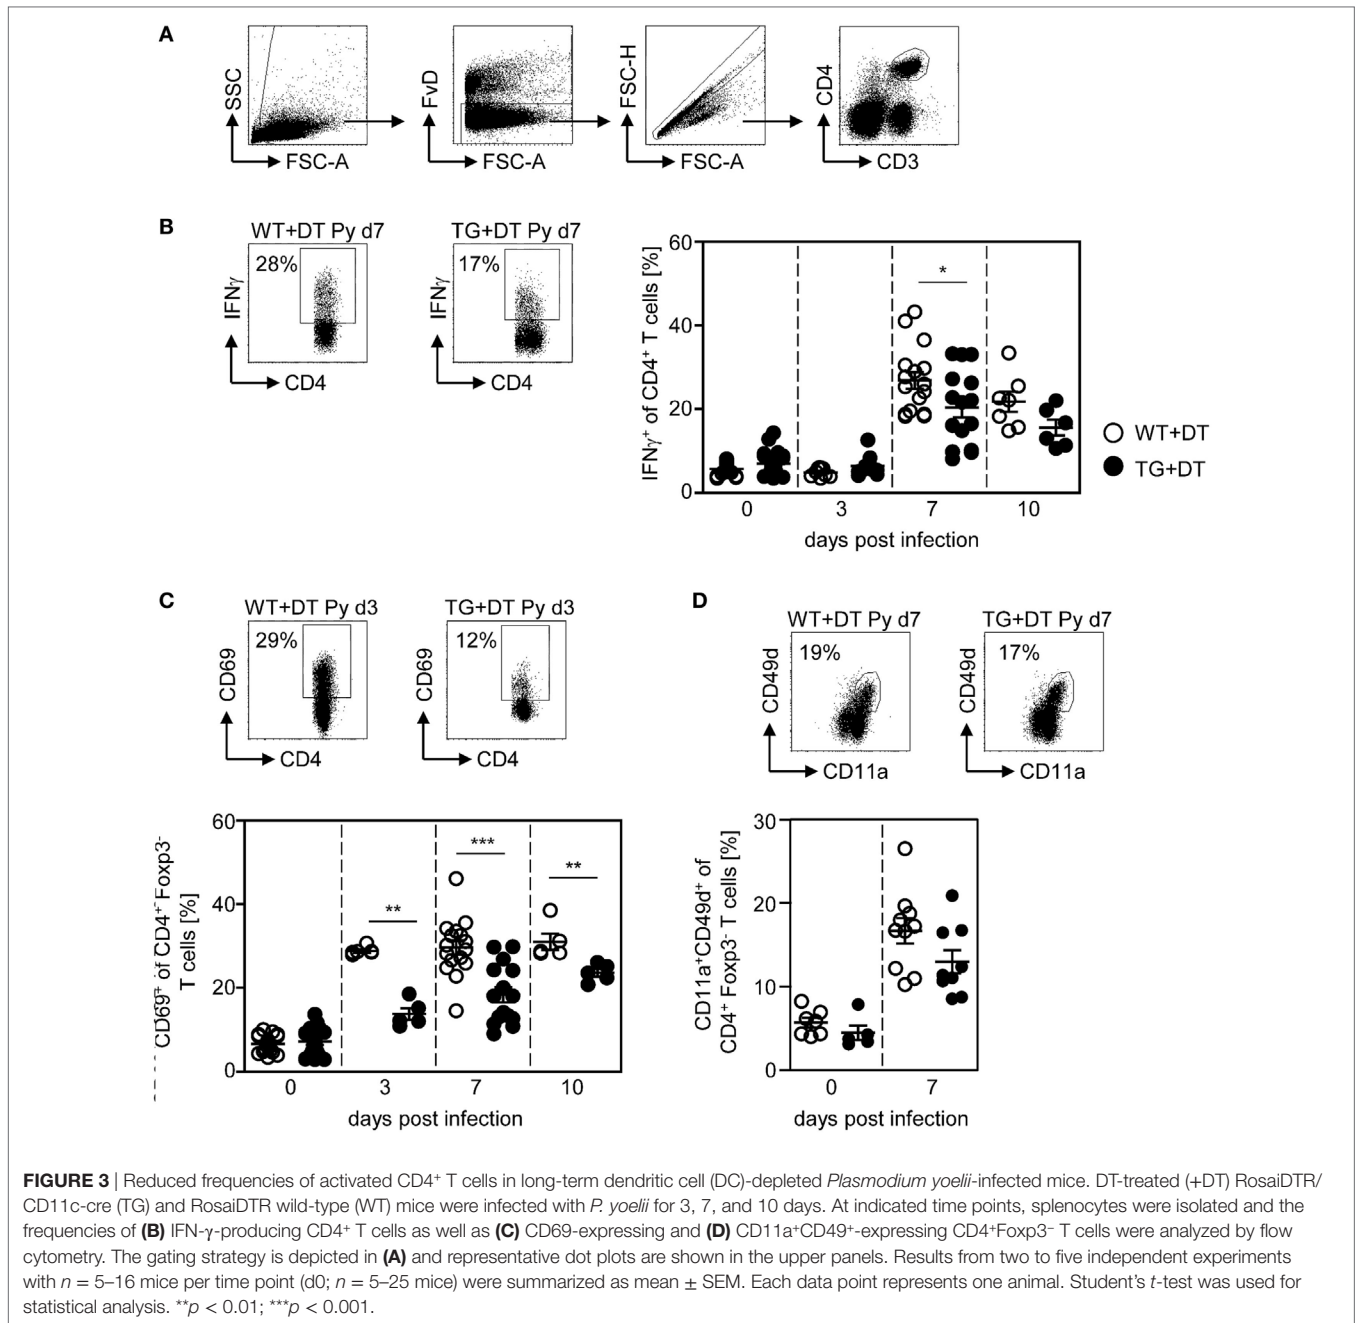 A
SSC
FSC-A
FvD
FSC-A
FSC-H
FSC-A
CD4
CD3
B
WT+DT Py d7
28%
IFNγ
CD4
TG+DT Py d7
17%
IFNγ
CD4
IFNγ⁺ of CD4⁺ T cells [%]
60
40
20
0
*
0 3 7 10
days post infection
WT+DT
TG+DT
C
WT+DT Py d3
29%
CD69
CD4
TG+DT Py d3
12%
CD69
CD4
CD69⁺ of CD4⁺ Foxp3⁻
T cells [%]
60
40
20
0
**
***
**
0 3 7 10
days post infection
D
WT+DT Py d7
19%
CD49d
CD11a
TG+DT Py d7
17%
CD49d
CD11a
CD11a⁺CD49d⁺ of
CD4⁺ Foxp3⁻ T cells [%]
30
20
10
0
0 7
days post infection
FIGURE 3 | Reduced frequencies of activated CD4⁺ T cells in long-term dendritic cell (DC)-depleted Plasmodium yoelii-infected mice. DT-treated (+DT) RosaiDTR/
CD11c-cre (TG) and RosaiDTR wild-type (WT) mice were infected with P. yoelii for 3, 7, and 10 days. At indicated time points, splenocytes were isolated and the
frequencies of (B) IFN-γ-producing CD4⁺ T cells as well as (C) CD69-expressing and (D) CD11a⁺CD49⁺-expressing CD4⁺Foxp3⁻ T cells were analyzed by flow
cytometry. The gating strategy is depicted in (A) and representative dot plots are shown in the upper panels. Results from two to five independent experiments
with n = 5–16 mice per time point (d0; n = 5–25 mice) were summarized as mean ± SEM. Each data point represents one animal. Student's t-test was used for
statistical analysis. **p < 0.01; ***p < 0.001.